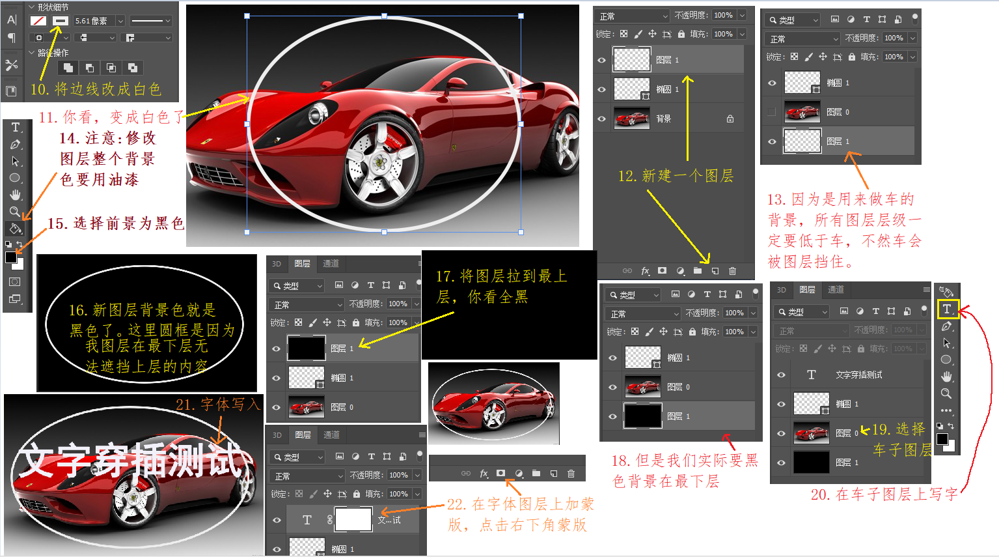 形状细节
5.61 像素
路径操作
10.将边线改成白色
11.你看，变成白色了
14.注意:修改
图层整个背景
色要用油漆
15.选择前景为黑色
正常
不透明度: 100%
锁定:
填充: 100%
图层 1
椭圆 1
背景
12.新建一个图层
fx
类型
正常
不透明度: 100%
锁定:
填充: 100%
椭圆 1
图层 0
图层 1
13.因为是用来做车的
背景，所有图层层级一
定要低于车，不然车会
被图层挡住。
16.新图层背景色就是
黑色了。这里圆框是因为
我图层在最下层无
法遮挡上层的内容
3D 图层 通道
类型
正常
不透明度: 100%
锁定:
填充: 100%
图层 1
椭圆 1
图层 0
17.将图层拉到最上
层，你看全黑
类型
正常
不透明度: 100%
锁定:
填充: 100%
椭圆 1
图层 0
图层 1
18.但是我们实际要黑
色背景在最下层
3D 图层 通道
类型
正常
不透明度: 100%
锁定:
填充: 100%
文字穿插测试
椭圆 1
图层 0
图层 1
19.选择
车子图层
20.在车子图层上写字
21.字体写入
文字穿插测试
3D 图层 通道
类型
正常
不透明度: 100%
锁定:
填充: 100%
文...试
椭圆 1
fx
22.在字体图层上加蒙
版，点击右下角蒙版